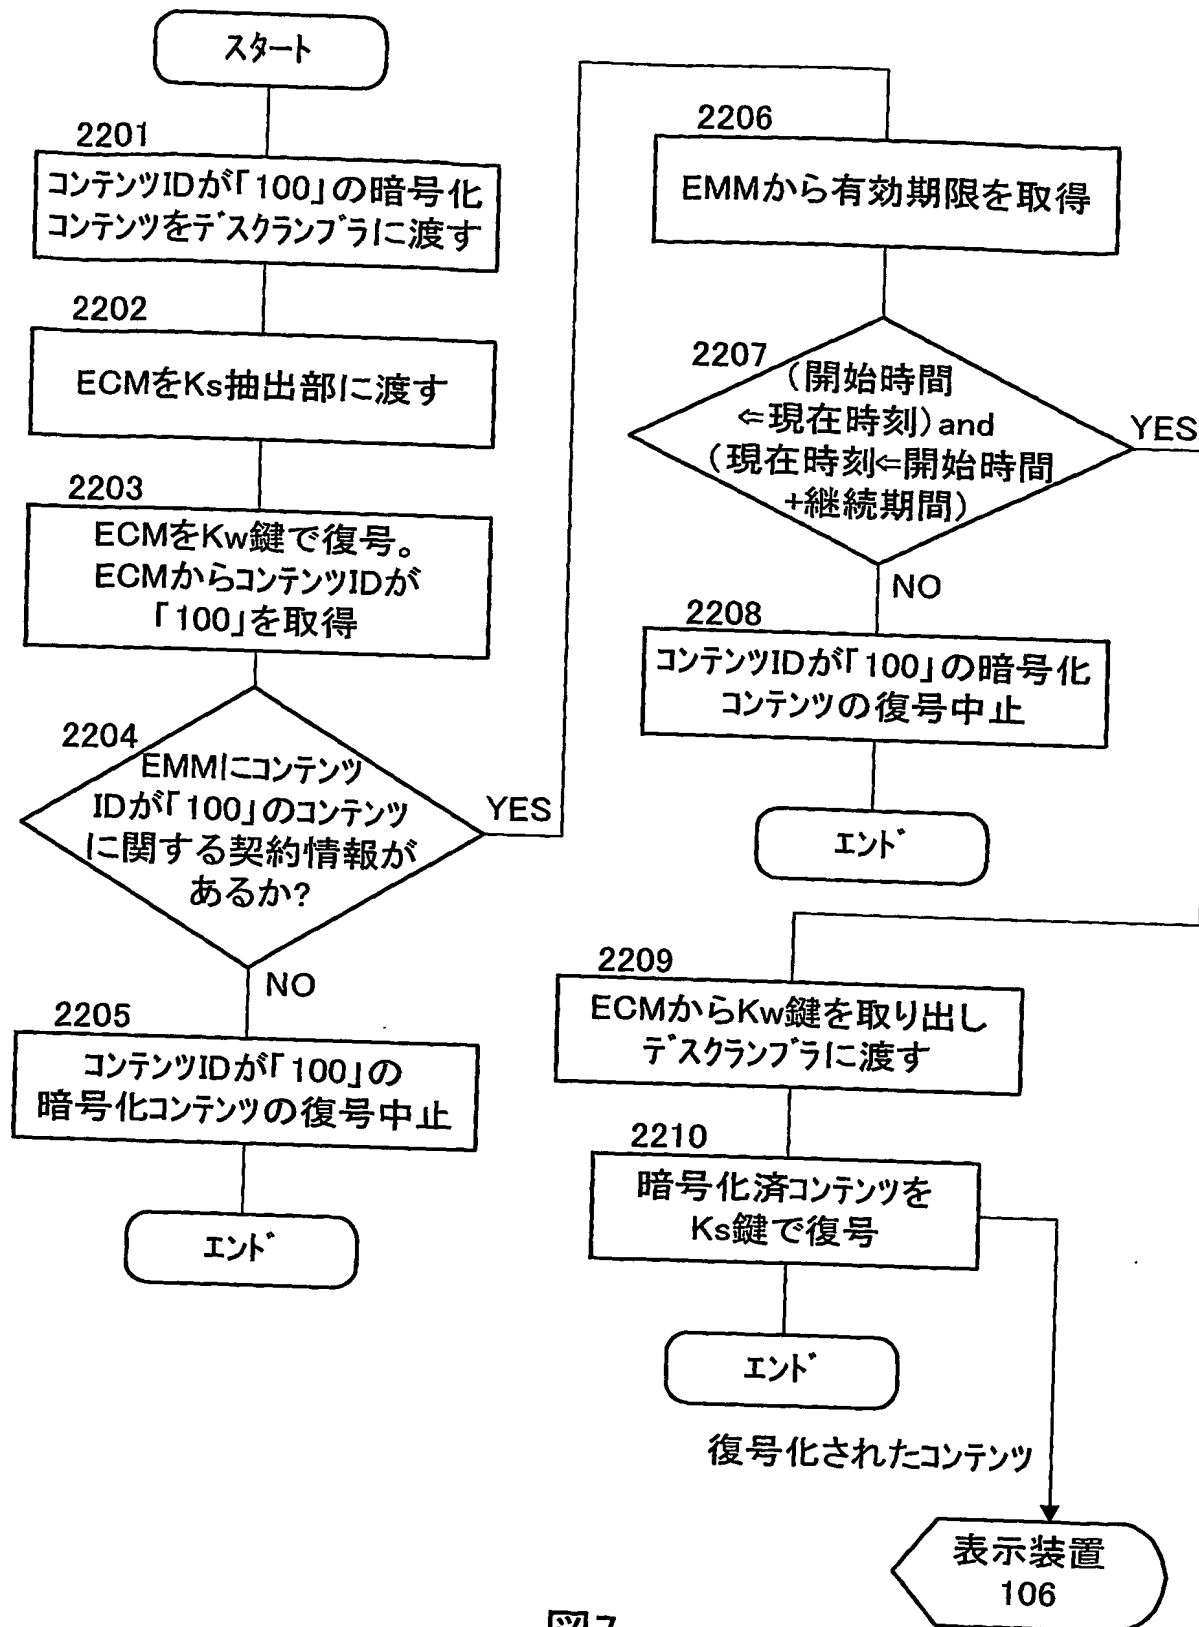 スタート
2201
コンテンツIDが「100」の暗号化
コンテンツをデスクランブラに渡す
2202
ECMをKs抽出部に渡す
2203
ECMをKw鍵で復号。
ECMからコンテンツIDが
「100」を取得
2204
EMMにコンテンツ
IDが「100」のコンテンツ
に関する契約情報が
あるか?
YES
NO
2205
コンテンツIDが「100」の
暗号化コンテンツの復号中止
エンド
2206
EMMから有効期限を取得
2207
(開始時間
⇐現在時刻)and
(現在時刻⇐開始時間
+継続期間)
YES
NO
2208
コンテンツIDが「100」の暗号化
コンテンツの復号中止
エンド
2209
ECMからKw鍵を取り出し
デスクランブラに渡す
2210
暗号化済コンテンツを
Ks鍵で復号
エンド
復号化されたコンテンツ
表示装置
106
図7